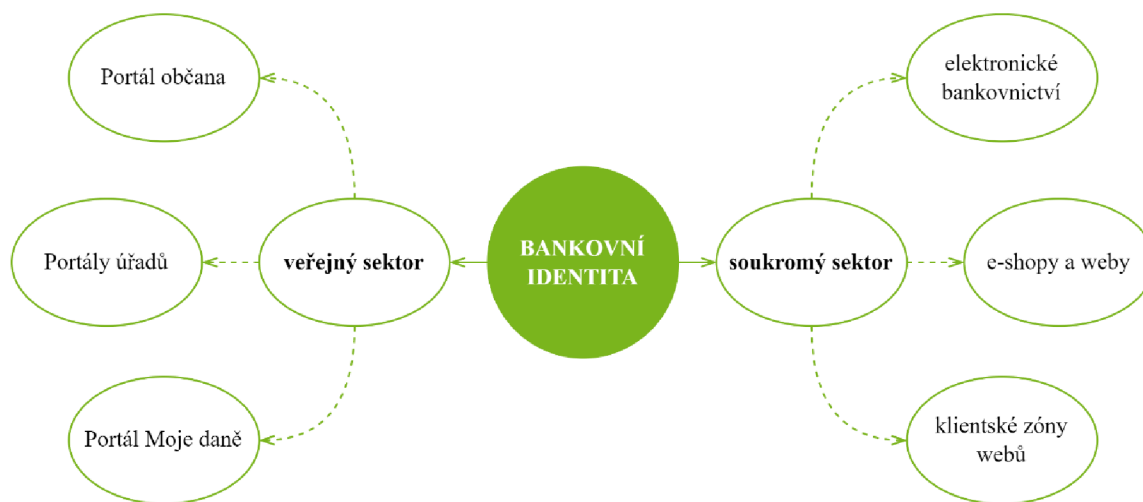 Portál občana
elektronické
bankovnictví
Portály úřadů
veřejný sektor
BANKOVNÍ
IDENTITA
soukromý sektor
e-shopy a weby
Portál Moje daně
klientské zóny
webů